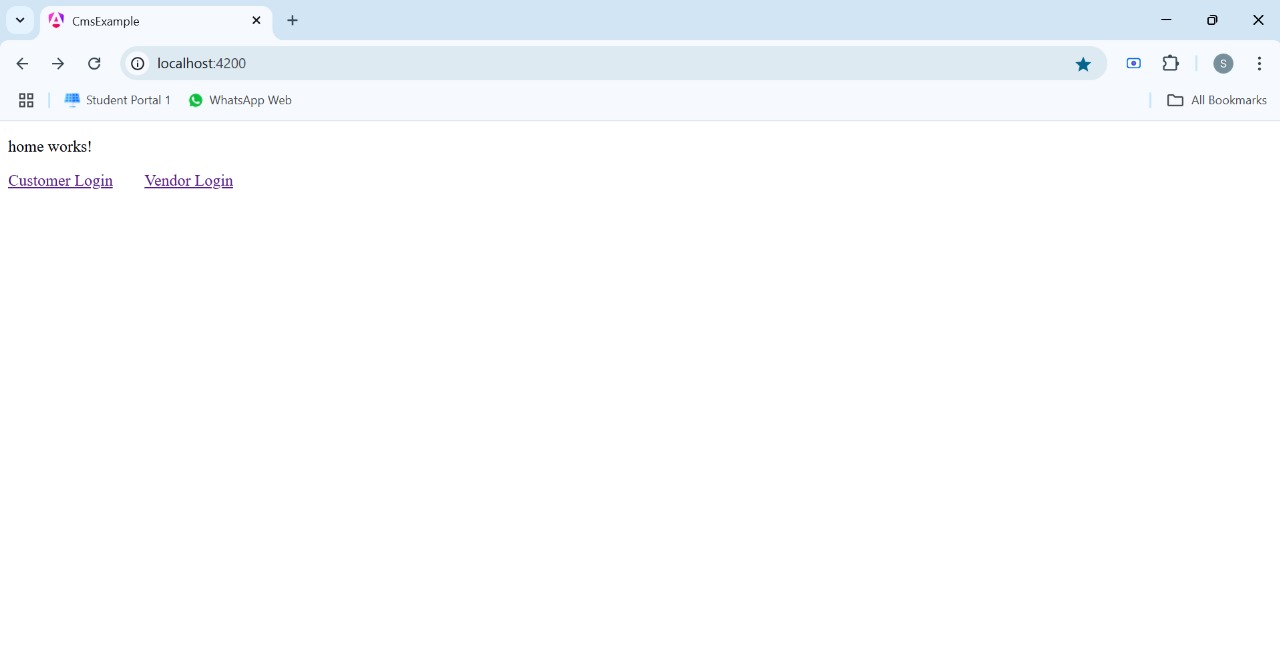 CmsExample
localhost:4200
S
Student Portal 1 WhatsApp Web All Bookmarks
home works!
Customer Login Vendor Login